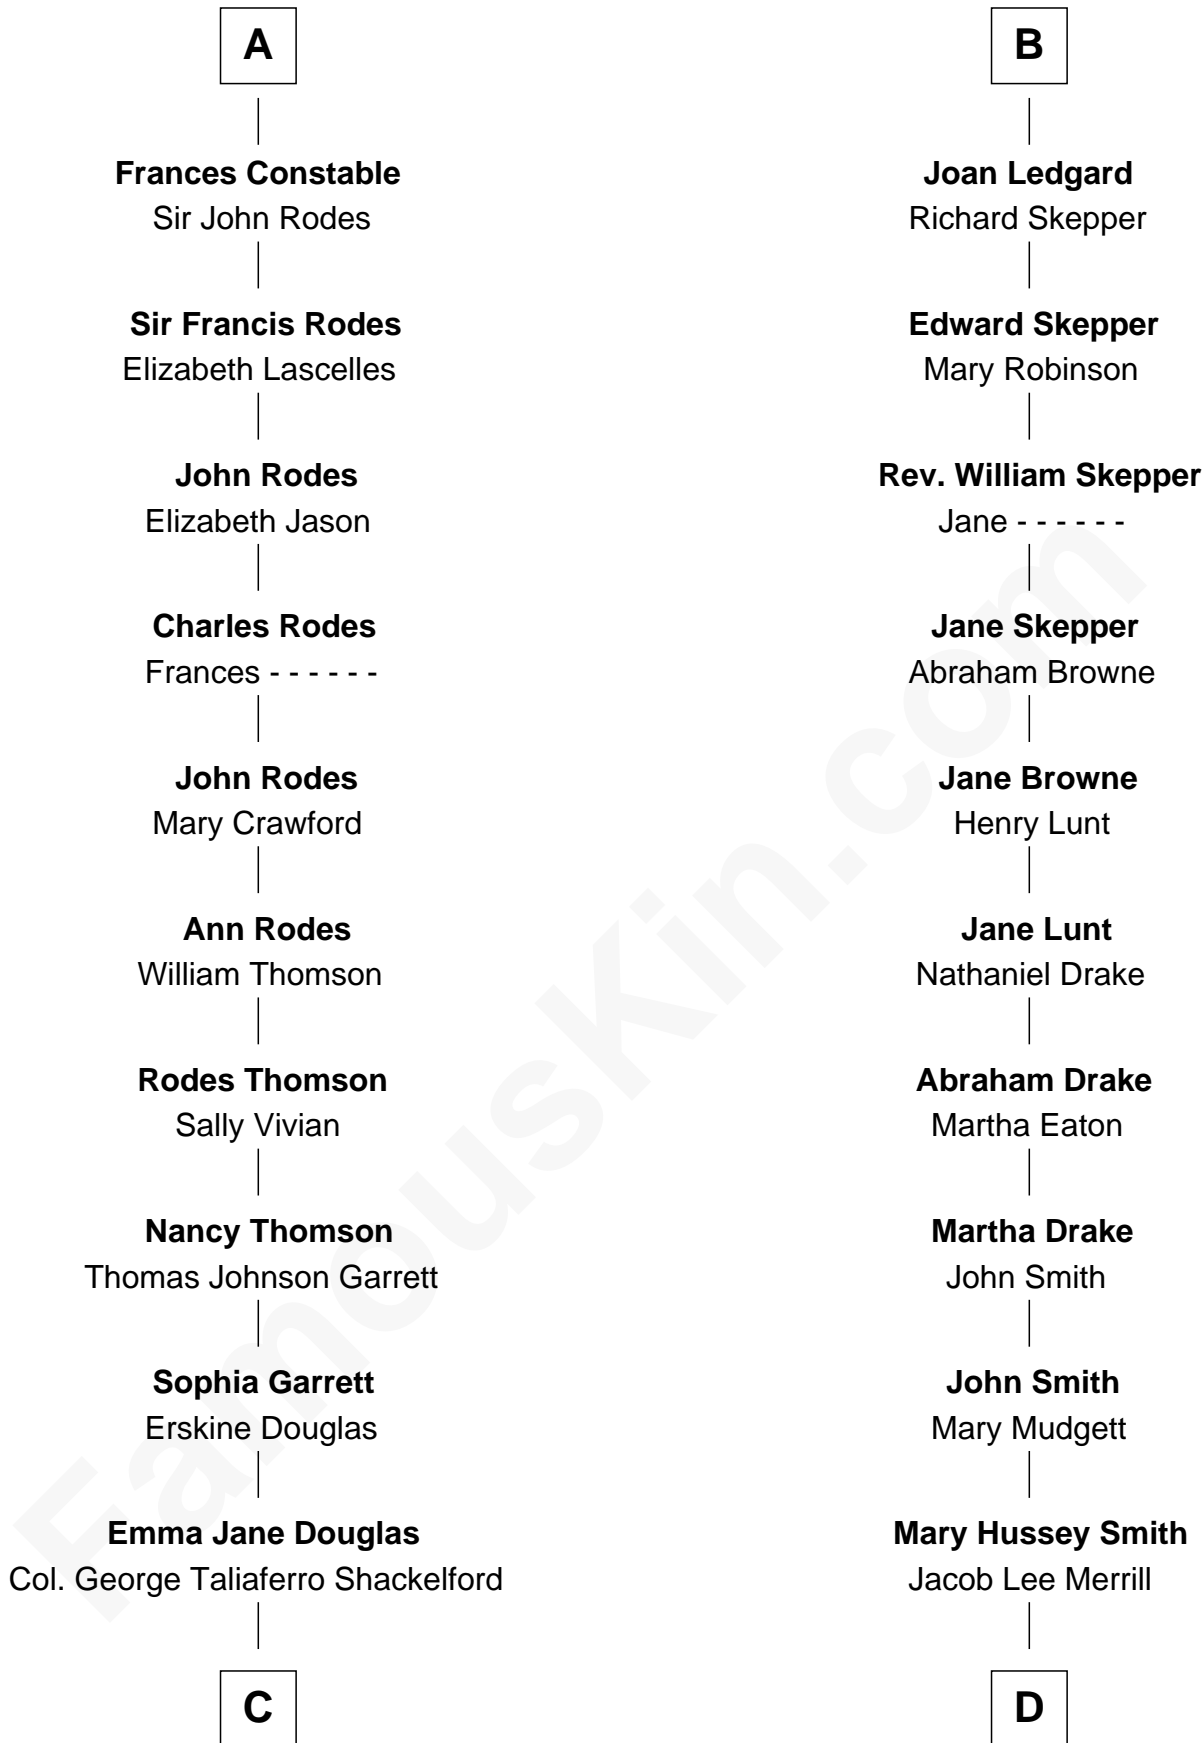 A
Frances Constable
Sir John Rodes
Sir Francis Rodes
Elizabeth Lascelles
John Rodes
Elizabeth Jason
Charles Rodes
Frances - - - - - -
John Rodes
Mary Crawford
Ann Rodes
William Thomson
Rodes Thomson
Sally Vivian
Nancy Thomson
Thomas Johnson Garrett
Sophia Garrett
Erskine Douglas
Emma Jane Douglas
Col. George Taliaferro Shackelford
C
B
Joan Ledgard
Richard Skepper
Edward Skepper
Mary Robinson
Rev. William Skepper
Jane - - - - - -
Jane Skepper
Abraham Browne
Jane Browne
Henry Lunt
Jane Lunt
Nathaniel Drake
Abraham Drake
Martha Eaton
Martha Drake
John Smith
John Smith
Mary Mudgett
Mary Hussey Smith
Jacob Lee Merrill
D
FamousKin.com